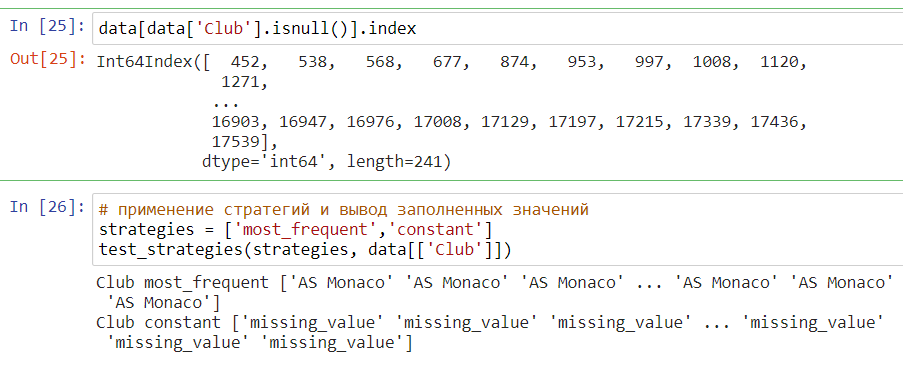 In [25]: data[data['Club'].isnull()].index
Out[25]: Int64Index([  452,   538,   568,   677,   874,   953,   997,  1008,  1120,
1271,
...
16903, 16947, 16976, 17008, 17129, 17197, 17215, 17339, 17436,
17539],
dtype='int64', length=241)
In [26]: # применение стратегий и вывод заполненных значений
strategies = ['most_frequent','constant']
test_strategies(strategies, data[['Club']])
Club most_frequent ['AS Monaco' 'AS Monaco' 'AS Monaco' ... 'AS Monaco' 'AS Monaco'
'AS Monaco']
Club constant ['missing_value' 'missing_value' 'missing_value' ... 'missing_value'
'missing_value' 'missing_value']